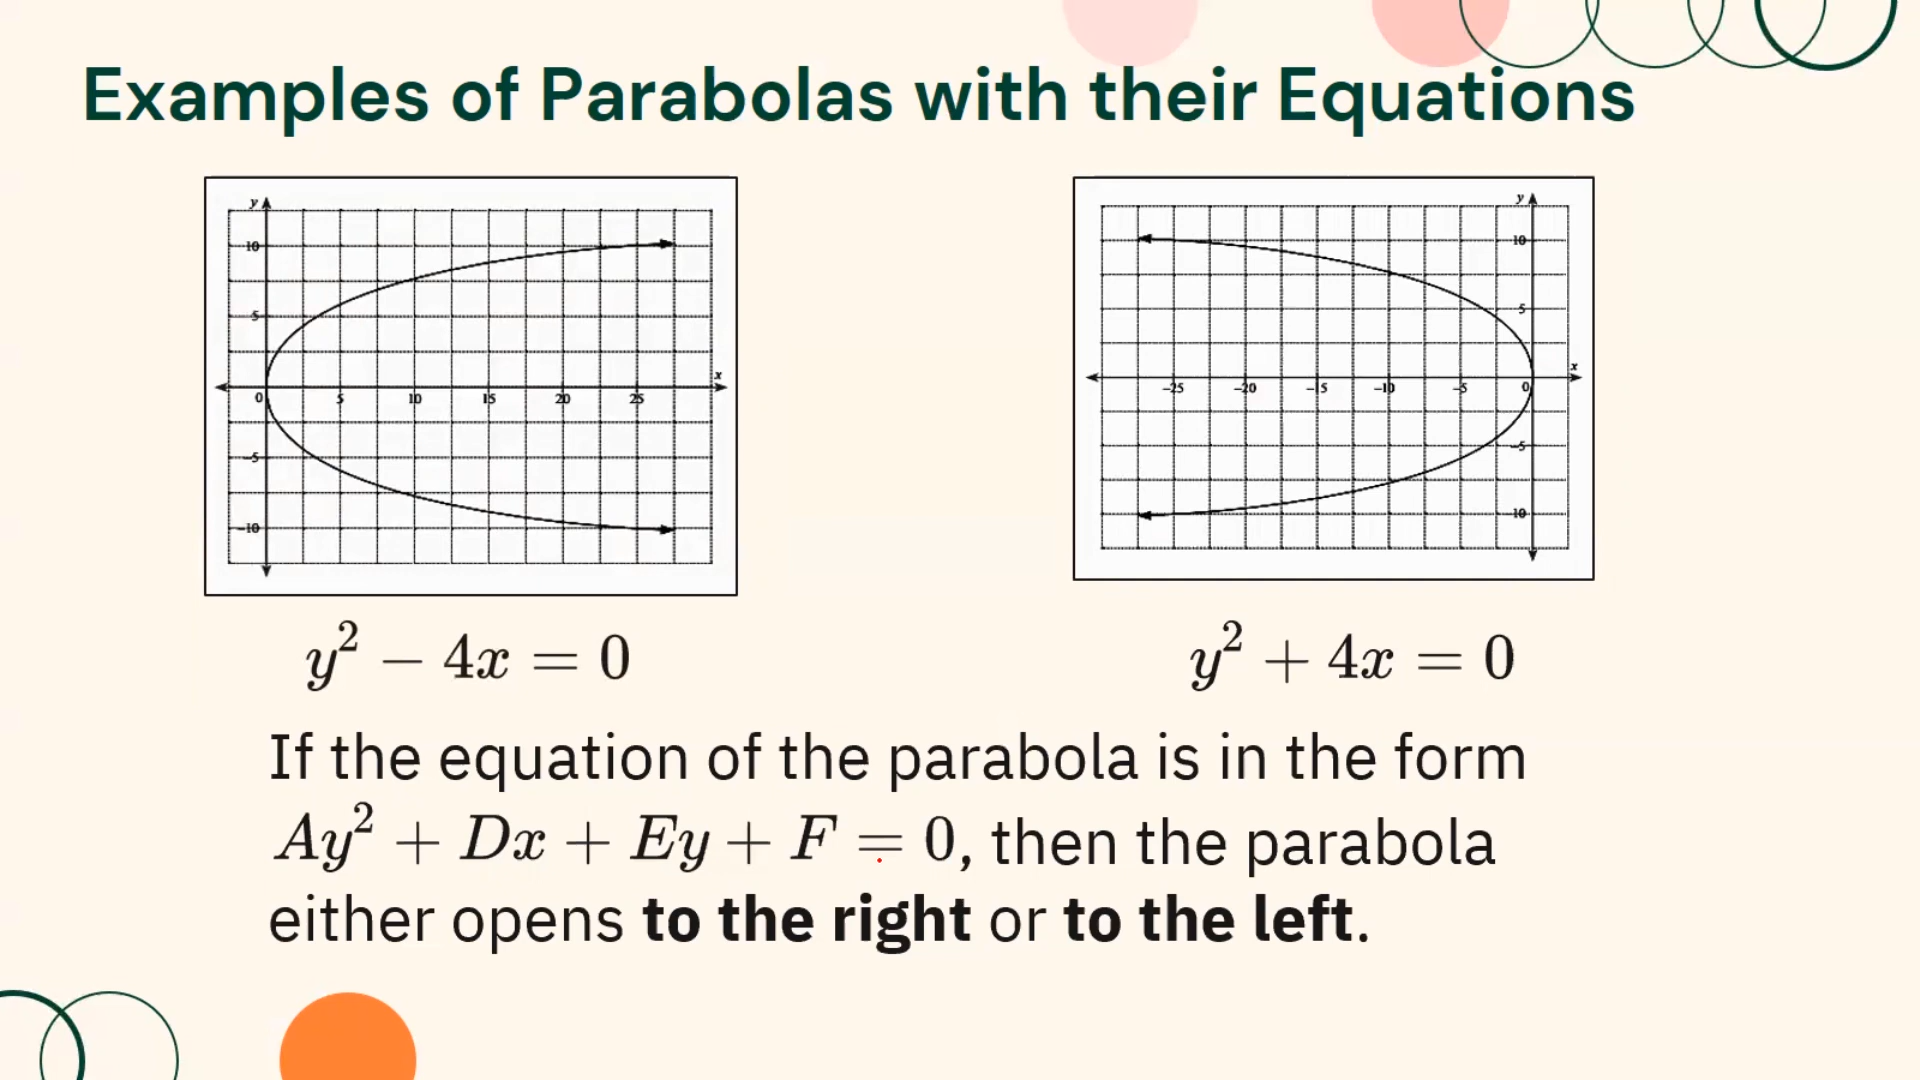 Examples of Parabolas with their Equations
y
10
5
x
0 5 10 15 20 25
−5
−10
y
10
5
x
−25 −20 −15 −10 −5 0
−5
10
y² − 4x = 0
y² + 4x = 0
If the equation of the parabola is in the form
Ay² + Dx + Ey + F = 0, then the parabola
either opens to the right or to the left.